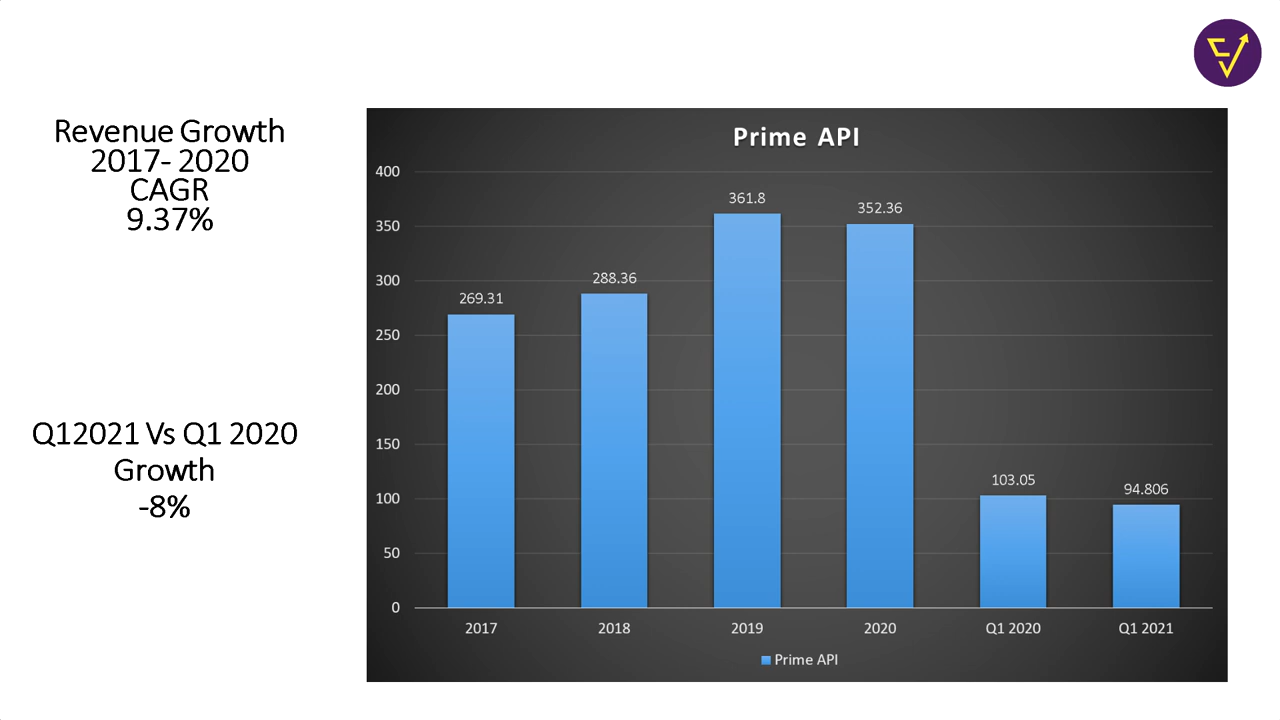 Revenue Growth
2017- 2020
CAGR
9.37%
Q12021 Vs Q1 2020
Growth
-8%
Prime API
400
350
300
250
200
150
100
50
0
269.31
288.36
361.8
352.36
103.05
94.806
2017
2018
2019
2020
Q1 2020
Q1 2021
Prime API